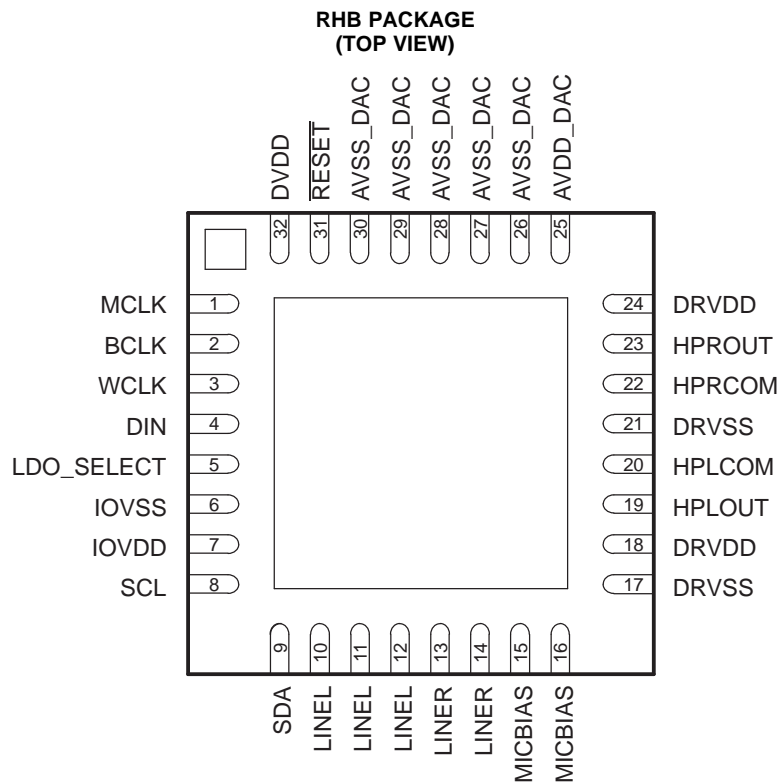 RHB PACKAGE
(TOP VIEW)
DVDD
RESET
AVSS_DAC
AVSS_DAC
AVSS_DAC
AVSS_DAC
AVSS_DAC
AVDD_DAC
32
31
30
29
28
27
26
25
MCLK 1
BCLK 2
WCLK 3
DIN 4
LDO_SELECT 5
IOVSS 6
IOVDD 7
SCL 8
24 DRVDD
23 HPROUT
22 HPRCOM
21 DRVSS
20 HPLCOM
19 HPLOUT
18 DRVDD
17 DRVSS
9
10
11
12
13
14
15
16
SDA
LINEL
LINEL
LINEL
LINER
LINER
MICBIAS
MICBIAS